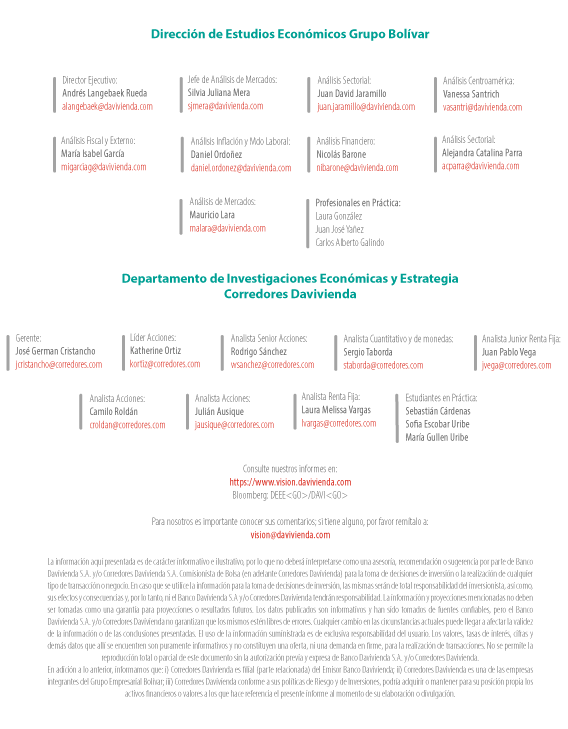 Dirección de Estudios Económicos Grupo Bolívar
Director Ejecutivo:
Andrés Langebaek Rueda
alangebaek@davivienda.com
Jefe de Análisis de Mercados:
Silvia Juliana Mera
sjmera@davivienda.com
Análisis Sectorial:
Juan David Jaramillo
juan.jaramillo@davivienda.com
Análisis Centroamérica:
Vanessa Santrich
vasantri@davivienda.com
Análisis Fiscal y Externo:
María Isabel García
migarciag@davivienda.com
Análisis Inflación y Mdo Laboral:
Daniel Ordoñez
daniel.ordonez@davivienda.com
Análisis Financiero:
Nicolás Barone
nibarone@davivienda.com
Análisis Sectorial:
Alejandra Catalina Parra
acparra@davivienda.com
Análisis de Mercados:
Mauricio Lara
malara@davivienda.com
Profesionales en Práctica:
Laura González
Juan José Yañez
Carlos Alberto Galindo
Departamento de Investigaciones Económicas y Estrategia
Corredores Davivienda
Gerente:
José German Cristancho
jcristancho@corredores.com
Líder Acciones:
Katherine Ortiz
kortiz@corredores.com
Analista Senior Acciones:
Rodrigo Sánchez
wsanchez@corredores.com
Analista Cuantitativo y de monedas:
Sergio Taborda
staborda@corredores.com
Analista Junior Renta Fija:
Juan Pablo Vega
jvega@corredores.com
Analista Acciones:
Camilo Roldán
croldan@corredores.com
Analista Acciones:
Julián Ausique
jausique@corredores.com
Analista Renta Fija:
Laura Melissa Vargas
lvargas@corredores.com
Estudiantes en Práctica:
Sebastián Cárdenas
Sofia Escobar Uribe
María Gullen Uribe
Consulte nuestros informes en:
https://www.vision.davivienda.com
Bloomberg: DEEE<GO>/DAVI<GO>
Para nosotros es importante conocer sus comentarios; si tiene alguno, por favor remítalo a:
vision@davivienda.com
La información aquí presentada es de carácter informativo e ilustrativo, por lo que no deberá interpretarse como una asesoría, recomendación o sugerencia por parte de Banco
Davivienda S.A. y/o Corredores Davivienda S.A. Comisionista de Bolsa (en adelante Corredores Davivienda) para la toma de decisiones de inversión o la realización de cualquier
tipo de transacción o negocio. En caso que se utilice la información para la toma de decisiones de inversión, las mismas serán de total responsabilidad del inversionista, así como,
sus efectos y consecuencias y, por lo tanto, ni el Banco Davivienda S.A y/o Corredores Davivienda tendrán responsabilidad. La información y proyecciones mencionadas no deben
ser tomadas como una garantía para proyecciones o resultados futuros. Los datos publicados son informativos y han sido tomados de fuentes confiables, pero el Banco
Davivienda S.A. y/o Corredores Davivienda no garantizan que los mismos estén libres de errores. Cualquier cambio en las circunstancias actuales puede llegar a afectar la validez
de la información o de las conclusiones presentadas. El uso de la información suministrada es de exclusiva responsabilidad del usuario. Los valores, tasas de interés, cifras y
demás datos que allí se encuentren son puramente informativos y no constituyen una oferta, ni una demanda en firme, para la realización de transacciones. No se permite la
reproducción total o parcial de este documento sin la autorización previa y expresa de Banco Davivienda S.A. y/o Corredores Davivienda.
En adición a lo anterior, informamos que: i) Corredores Davivienda es filial (parte relacionada) del Emisor Banco Davivienda; ii) Corredores Davivienda es una de las empresas
integrantes del Grupo Empresarial Bolívar; iii) Corredores Davivienda conforme a sus políticas de Riesgo y de Inversiones, podría adquirir o mantener para su posición propia los
activos financieros o valores a los que hace referencia el presente informe al momento de su elaboración o divulgación.